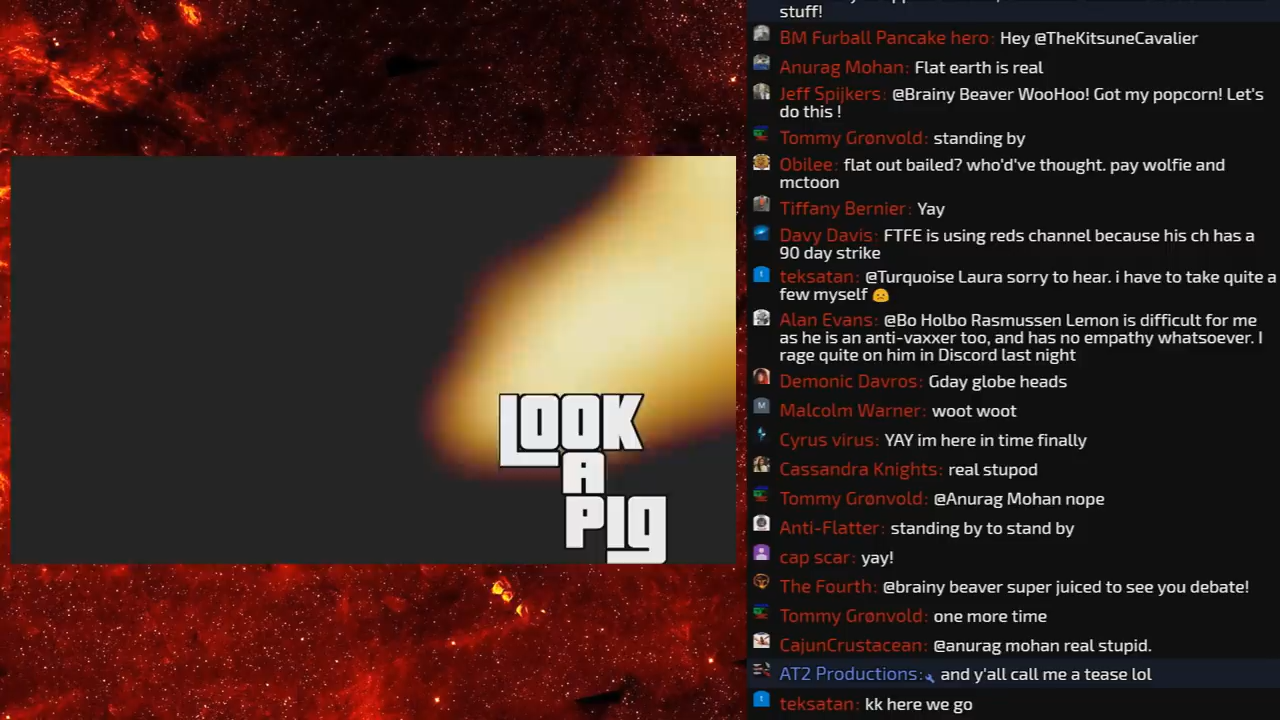 stuff!
BM Furball Pancake hero: Hey @TheKitsuneCavalier
Anurag Mohan: Flat earth is real
Jeff Spijkers: @Brainy Beaver WooHoo! Got my popcorn! Let's
do this !
Tommy Grønvold: standing by
Obilee: flat out bailed? who'd've thought. pay wolfie and
mctoon
Tiffany Bernier: Yay
Davy Davis: FTFE is using reds channel because his ch has a
90 day strike
teksatan: @Turquoise Laura sorry to hear. i have to take quite a
few myself 🙁
Alan Evans: @Bo Holbo Rasmussen Lemon is difficult for me
as he is an anti-vaxxer too, and has no empathy whatsoever. I
rage quite on him in Discord last night
Demonic Davros: Gday globe heads
Malcolm Warner: woot woot
Cyrus virus: YAY im here in time finally
Cassandra Knights: real stupod
Tommy Grønvold: @Anurag Mohan nope
Anti-Flatter: standing by to stand by
cap scar: yay!
The Fourth: @brainy beaver super juiced to see you debate!
Tommy Grønvold: one more time
CajunCrustacean: @anurag mohan real stupid.
AT2 Productions: and y'all call me a tease lol
teksatan: kk here we go
LOOK
A
PIG